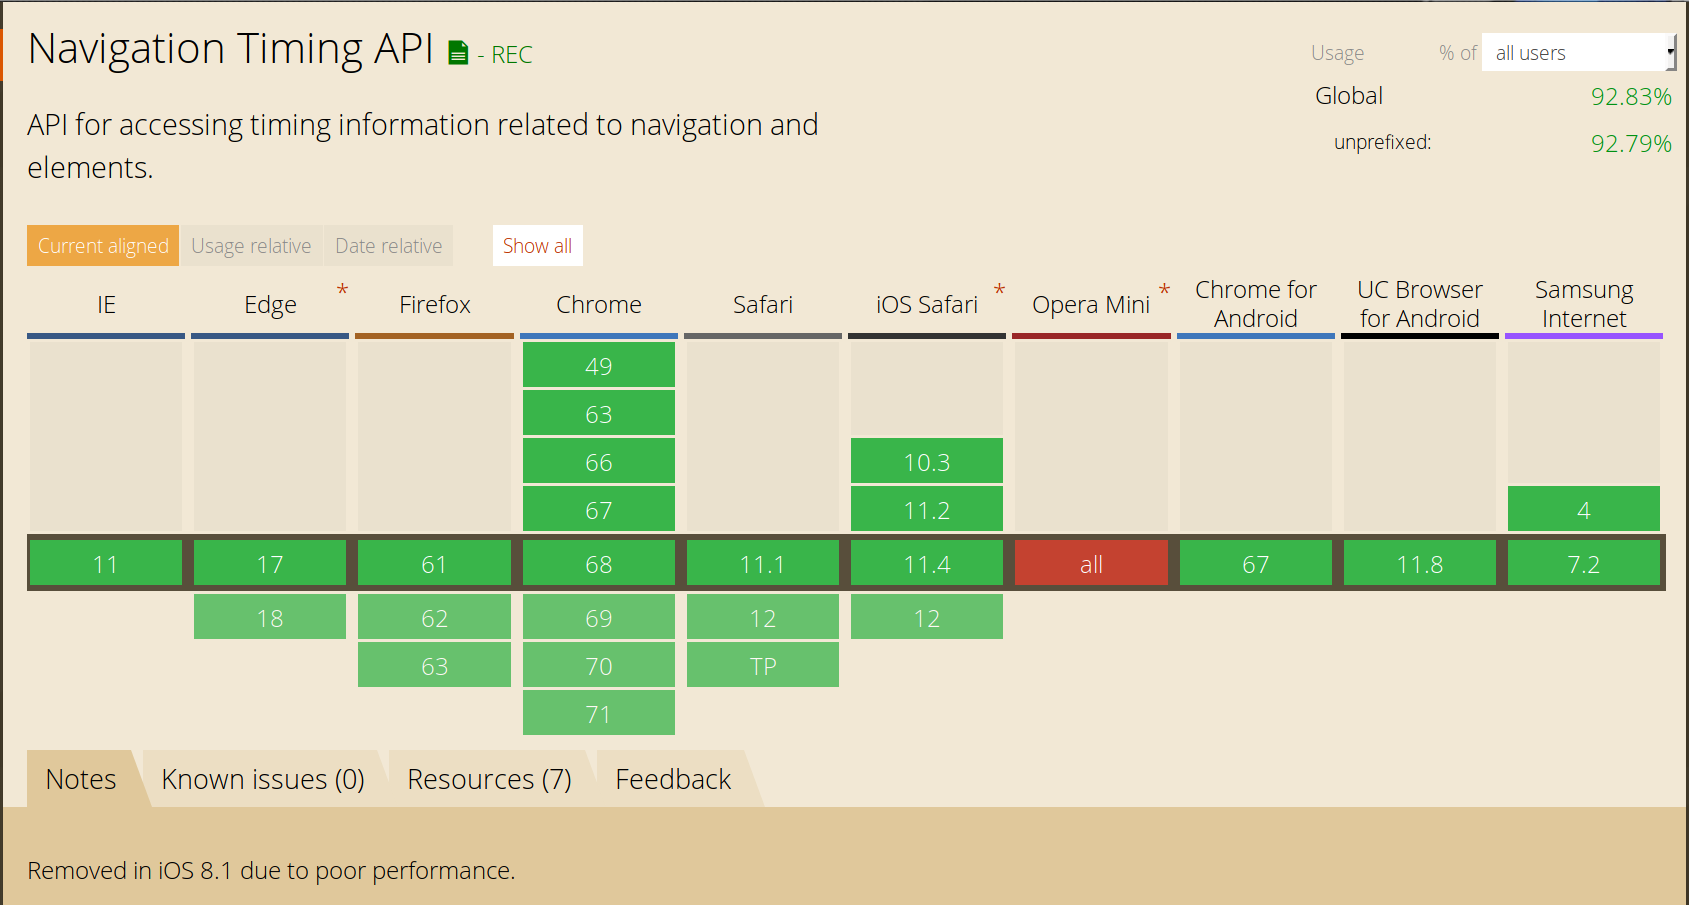 Navigation Timing API - REC
Usage % of all users
Global 92.83%
unprefixed: 92.79%
API for accessing timing information related to navigation and
elements.
Current aligned Usage relative Date relative Show all
IE Edge * Firefox Chrome Safari iOS Safari * Opera Mini * Chrome for Android UC Browser for Android Samsung Internet
49
63
66 10.3
67 11.2 4
11 17 61 68 11.1 11.4 all 67 11.8 7.2
18 62 69 12 12
63 70 TP
71
Notes Known issues (0) Resources (7) Feedback
Removed in iOS 8.1 due to poor performance.